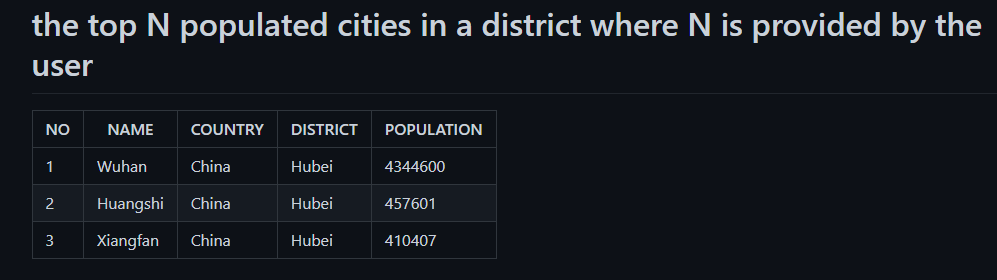 the top N populated cities in a district where N is provided by the
user
NO NAME COUNTRY DISTRICT POPULATION
1 Wuhan China Hubei 4344600
2 Huangshi China Hubei 457601
3 Xiangfan China Hubei 410407